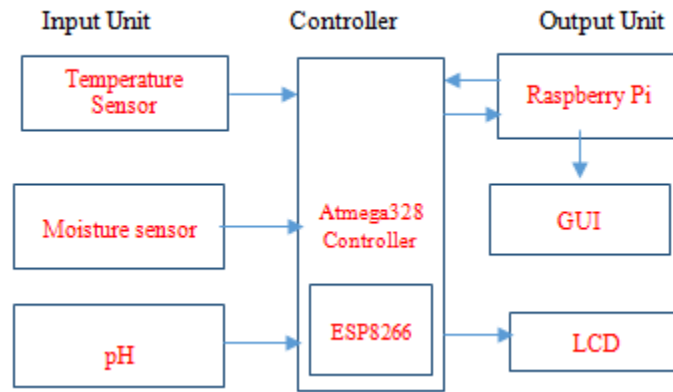 Input Unit
Controller
Output Unit
Temperature
Sensor
Raspberry Pi
Moisture sensor
Atmega328
Controller
GUI
pH
ESP8266
LCD